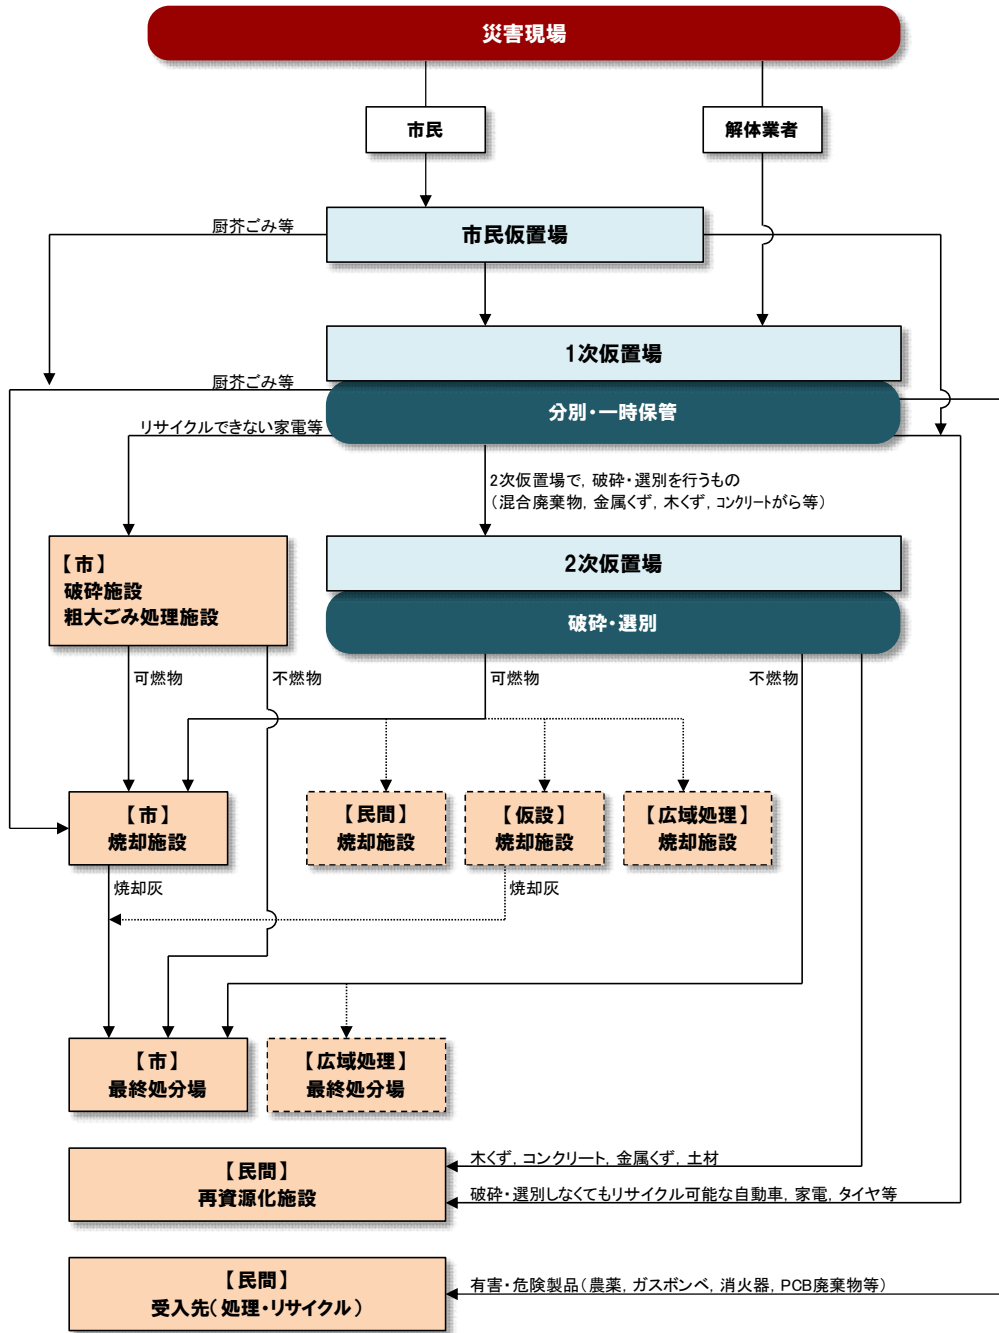 災害現場
市民
解体業者
厨芥ごみ等
市民仮置場
1次仮置場
厨芥ごみ等
分別・一時保管
リサイクルできない家電等
2次仮置場で, 破砕・選別を行うもの
（混合廃棄物, 金属くず, 木くず, コンクリートがら等）
【市】
破砕施設
粗大ごみ処理施設
2次仮置場
破砕・選別
可燃物
不燃物
可燃物
不燃物
【市】
焼却施設
【民間】
焼却施設
【仮設】
焼却施設
【広域処理】
焼却施設
焼却灰
焼却灰
【市】
最終処分場
【広域処理】
最終処分場
【民間】
再資源化施設
木くず, コンクリート, 金属くず, 土材
破砕・選別しなくてもリサイクル可能な自動車, 家電, タイヤ等
【民間】
受入先（処理・リサイクル）
有害・危険製品（農薬, ガスボンベ, 消火器, PCB廃棄物等）